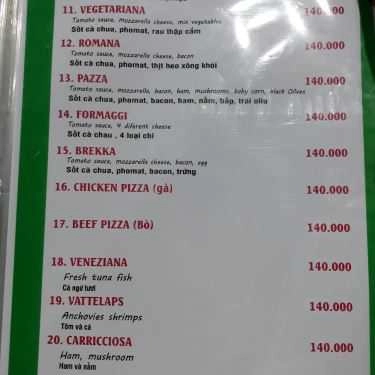 11. VEGETARIANA 140.000
Tomato sauce, mozzarella cheese, mix vegetables
Sốt cà chua, phomat, rau thập cẩm
12. ROMANA 140.000
Tomato sauce, mozzarella cheese, bacon
Sốt cà chua, phomat, thịt heo xông khói
13. PAZZA 140.000
Tomato sauce, mozzarella, bacon, ham, mushrooms, baby corn, black Olives
Sốt cà chua, phomat, bacon, ham, nằm, bắp, trái oliu
14. FORMAGGI 140.000
Tomato sauce, 4 diferent cheese
Sốt cà chau , 4 loại chỉ
15. BREKKA 140.000
Tomato sauce, mozzarella cheese, bacon, egg
Sốt cà chua, phomat, bacon, trứng
16. CHICKEN PIZZA (gà) 140.000
17. BEEF PIZZA (Bò) 140.000
18. VENEZIANA 140.000
Fresh tuna fish
Cá ngừ tươi
19. VATTELAPS 140.000
Anchovies shrimps
Tôm và cá
20. CARRICCIOSA 140.000
Ham, mushroom
Ham và nằm